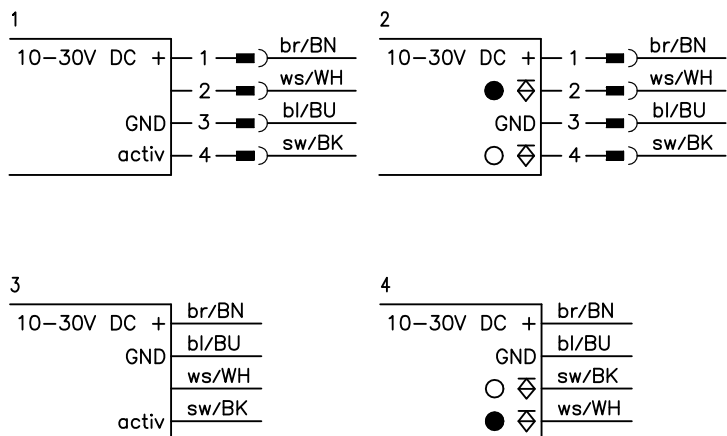 1
10-30V DC + 1 br/BN
2 ws/WH
GND 3 bl/BU
activ 4 sw/BK
2
10-30V DC + 1 br/BN
2 ws/WH
GND 3 bl/BU
4 sw/BK
3
10-30V DC + br/BN
GND bl/BU
ws/WH
activ sw/BK
4
10-30V DC + br/BN
GND bl/BU
sw/BK
ws/WH